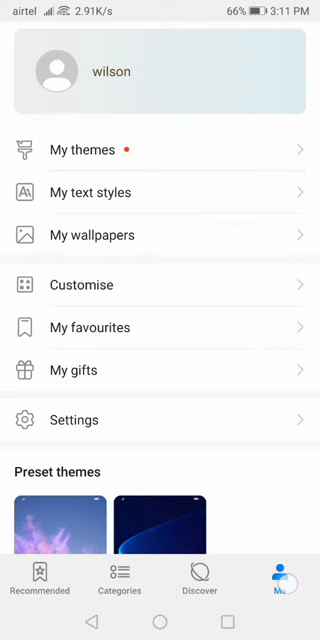 airtel 2.91K/s 66% 3:11 PM
wilson
My themes
My text styles
My wallpapers
Customise
My favourites
My gifts
Settings
Preset themes
Recommended Categories Discover Me